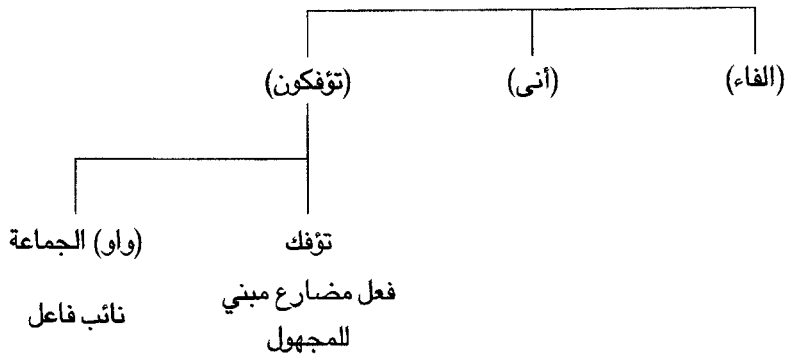 (الفاء) (أنى) (تؤفكون)
تؤفك (واو) الجماعة
فعل مضارع مبني للمجهول
نائب فاعل